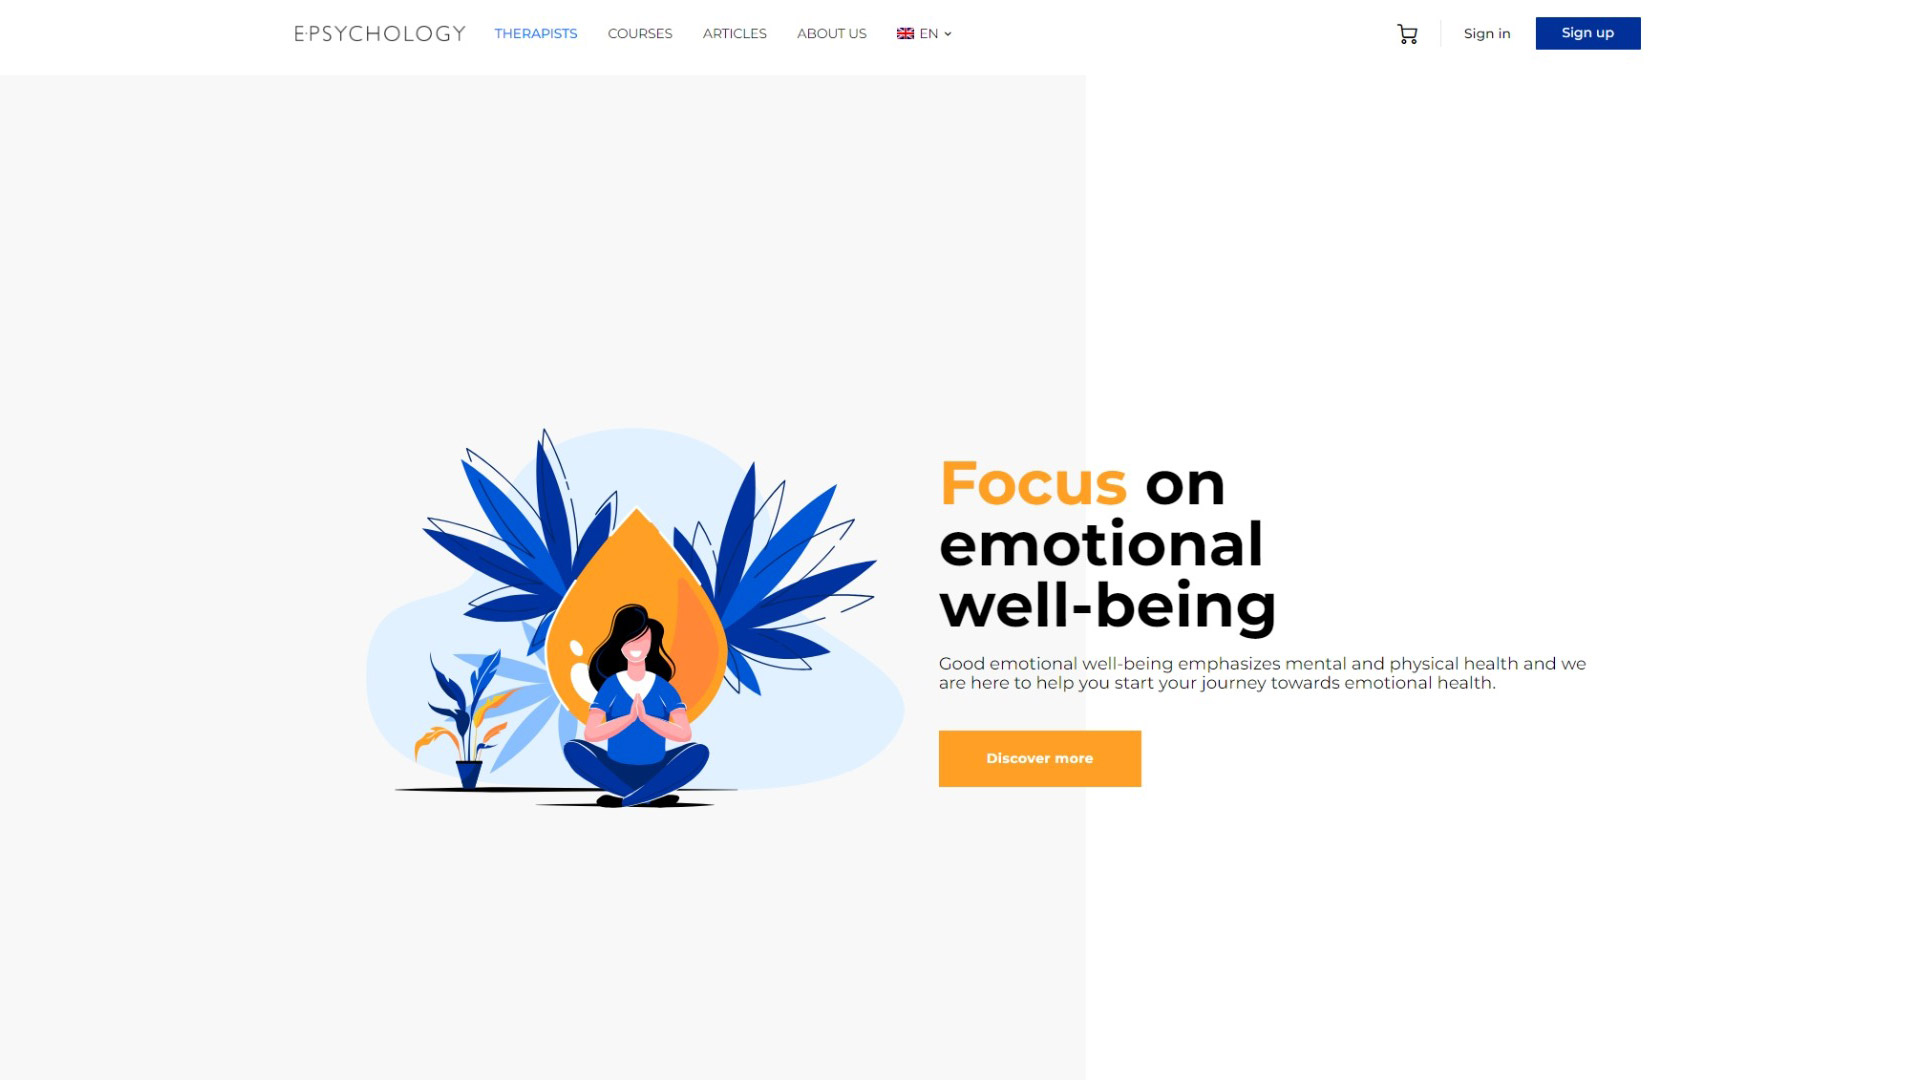 E·PSYCHOLOGY THERAPISTS COURSES ARTICLES ABOUT US EN Sign in Sign up
Focus on
emotional
well-being
Good emotional well-being emphasizes mental and physical health and we
are here to help you start your journey towards emotional health.
Discover more